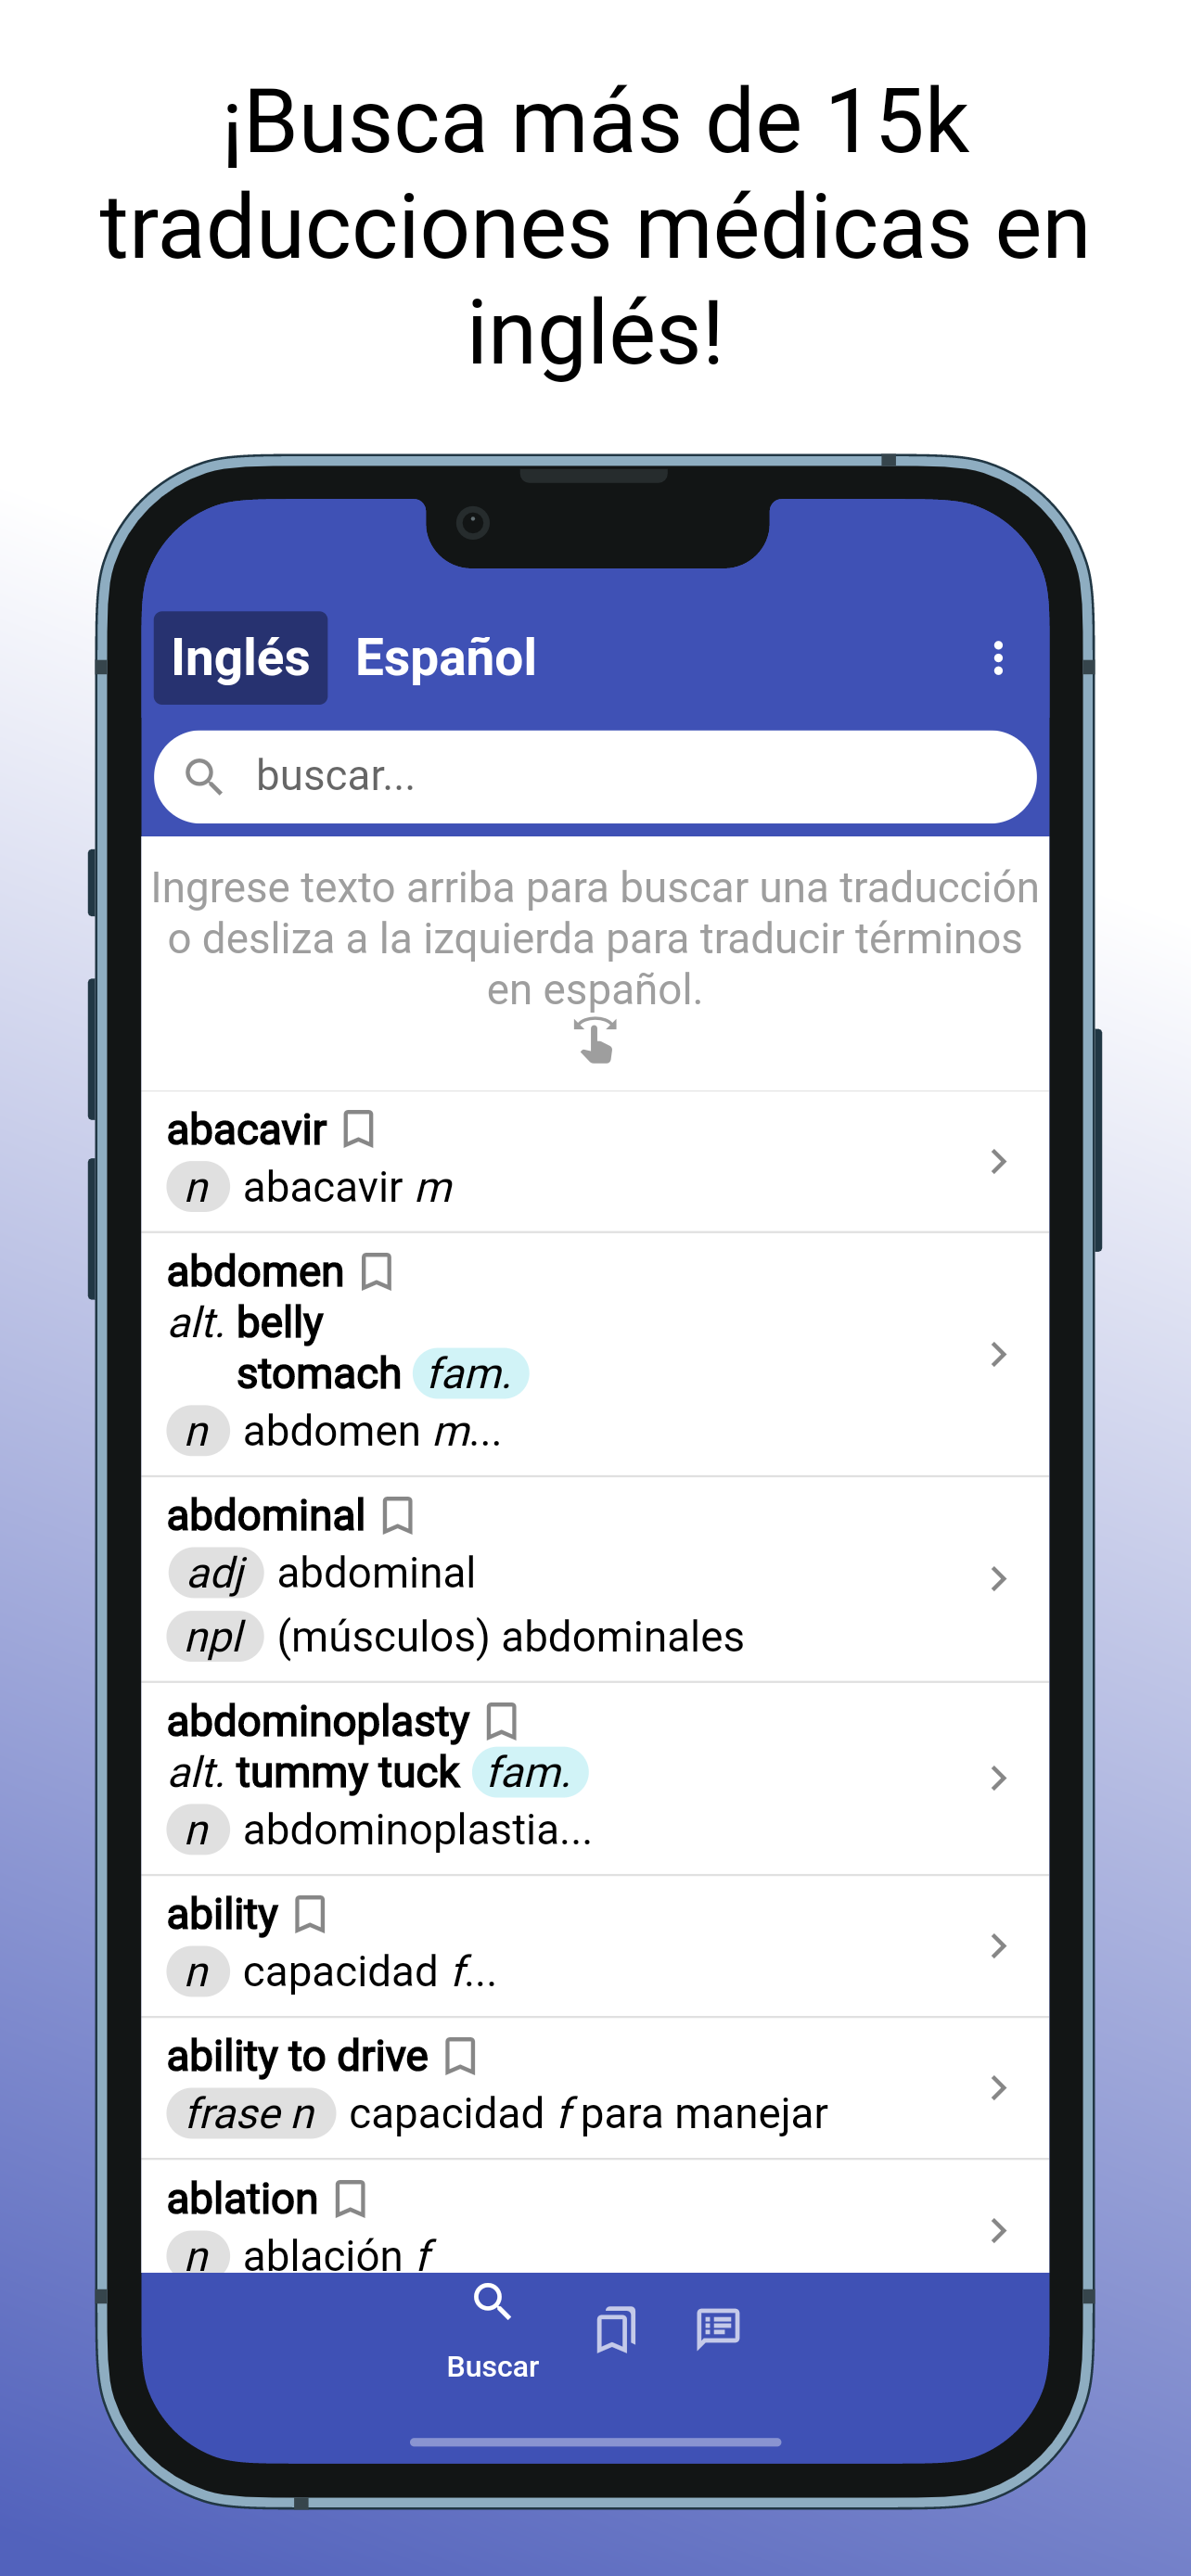 ¡Busca más de 15k
traducciones médicas en
inglés!
Inglés Español
buscar...
Ingrese texto arriba para buscar una traducción
o desliza a la izquierda para traducir términos
en español.
abacavir
n abacavir m
abdomen
alt. belly
stomach fam.
n abdomen m...
abdominal
adj abdominal
npl (músculos) abdominales
abdominoplasty
alt. tummy tuck fam.
n abdominoplastia...
ability
n capacidad f...
ability to drive
frase n capacidad f para manejar
ablation
n ablación f
Buscar